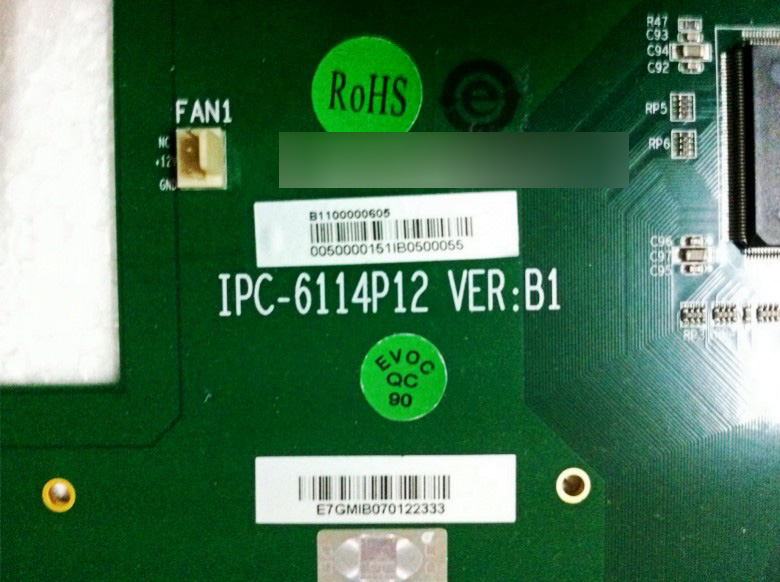 R47
C93
C94
C92
RoHS
e
FAN1
RP5
NC
+12V
GND
RP6
B1100000605
0050000151IB0500055
C96
C97
C95
IPC-6114P12 VER:B1
EVOC
QC
90
E7GMIB070122333